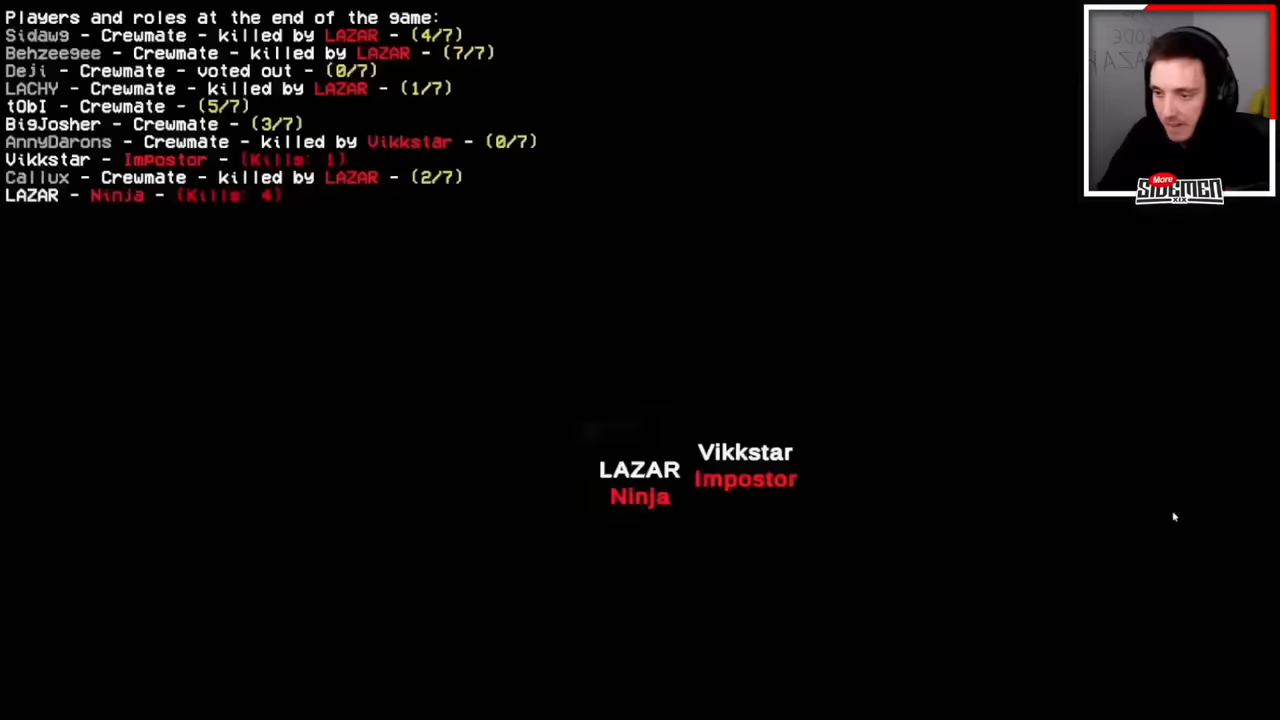 Players and roles at the end of the game:
Sidawg - Crewmate - killed by LAZAR - (4/7)
Behzeegee - Crewmate - killed by LAZAR - (7/7)
Deji - Crewmate - voted out - (0/7)
LACHY - Crewmate - killed by LAZAR - (1/7)
tObI - Crewmate - (5/7)
BigJosher - Crewmate - (3/7)
AnnyDarons - Crewmate - killed by Vikkstar - (0/7)
Vikkstar - Impostor - (Kills: 1)
Callux - Crewmate - killed by LAZAR - (2/7)
LAZAR - Ninja - (Kills: 4)
More
SIDEMEN
XIX
Vikkstar
Impostor
LAZAR
Ninja